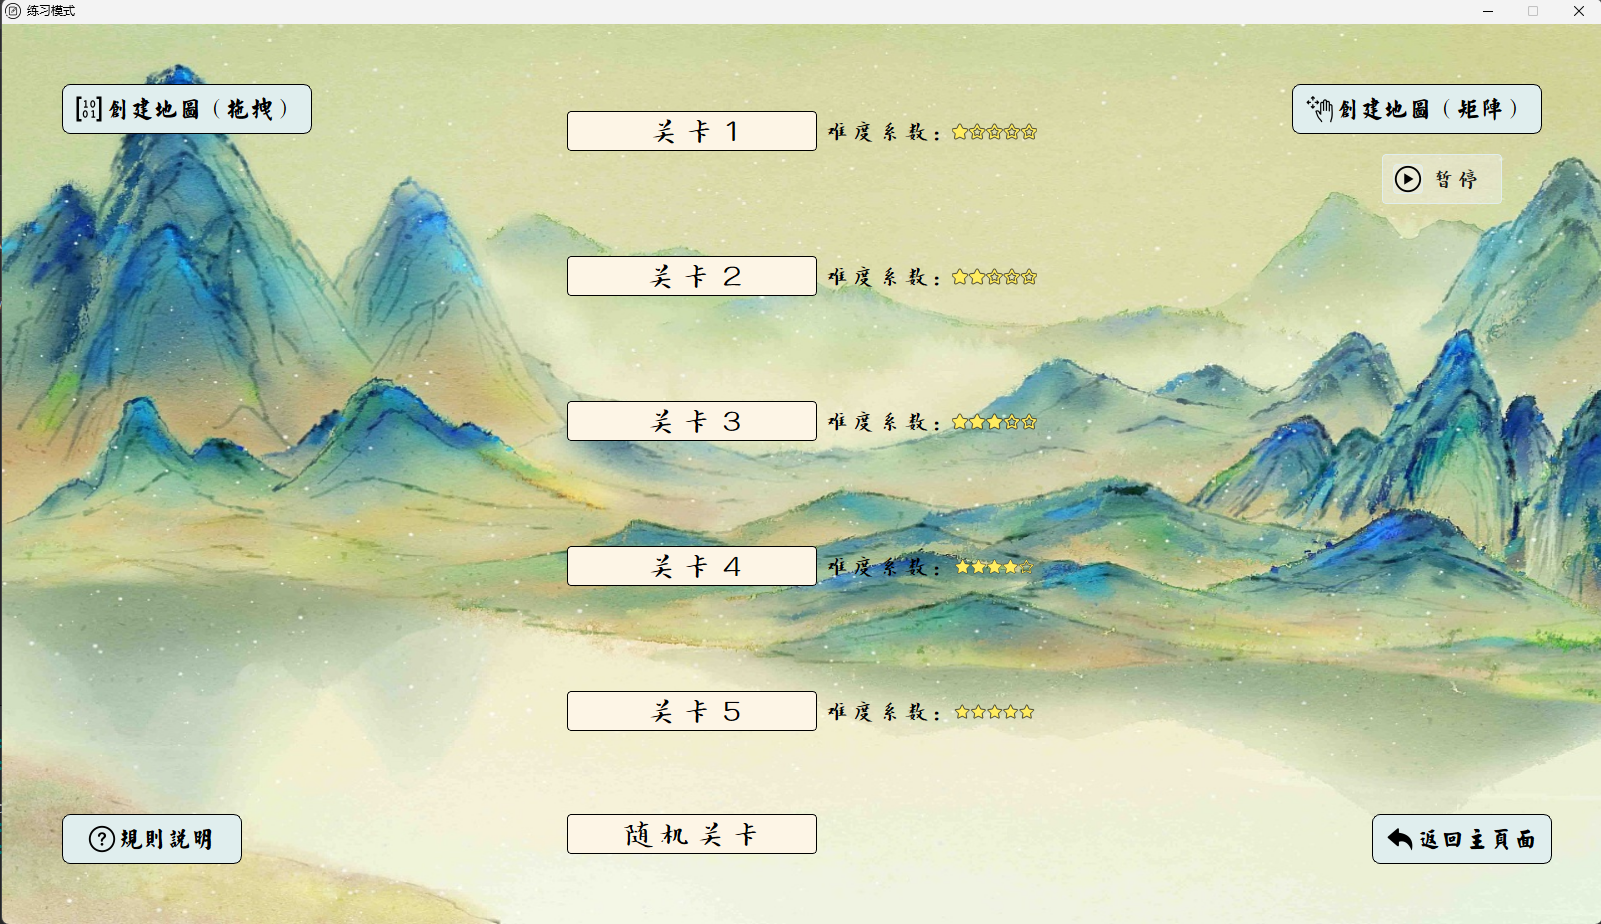 练习模式
創建地圖（拖拽）
創建地圖（矩陣）
关卡1 难度系数：
暂停
关卡2 难度系数：
关卡3 难度系数：
关卡4 难度系数：
关卡5 难度系数：
随机关卡
規則説明
返回主頁面